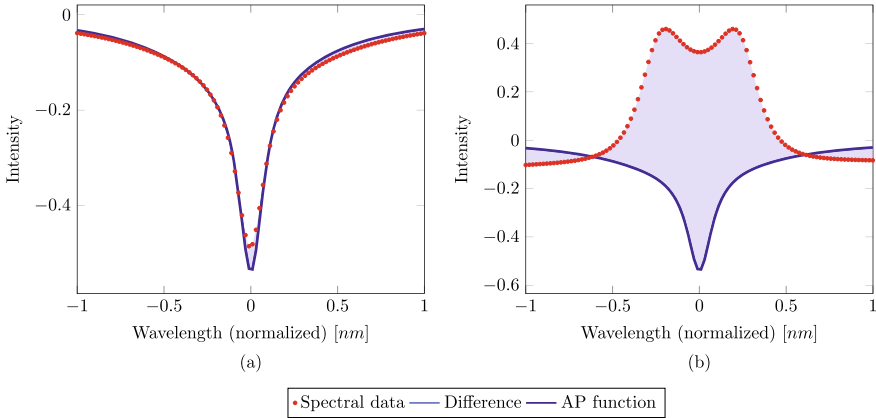 0
−0.2
−0.4
Intensity
−1
−0.5
0
0.5
1
Wavelength (normalized) [nm]
(a)
0.4
0.2
0
−0.2
−0.4
−0.6
Intensity
−1
−0.5
0
0.5
1
Wavelength (normalized) [nm]
(b)
Spectral data Difference AP function